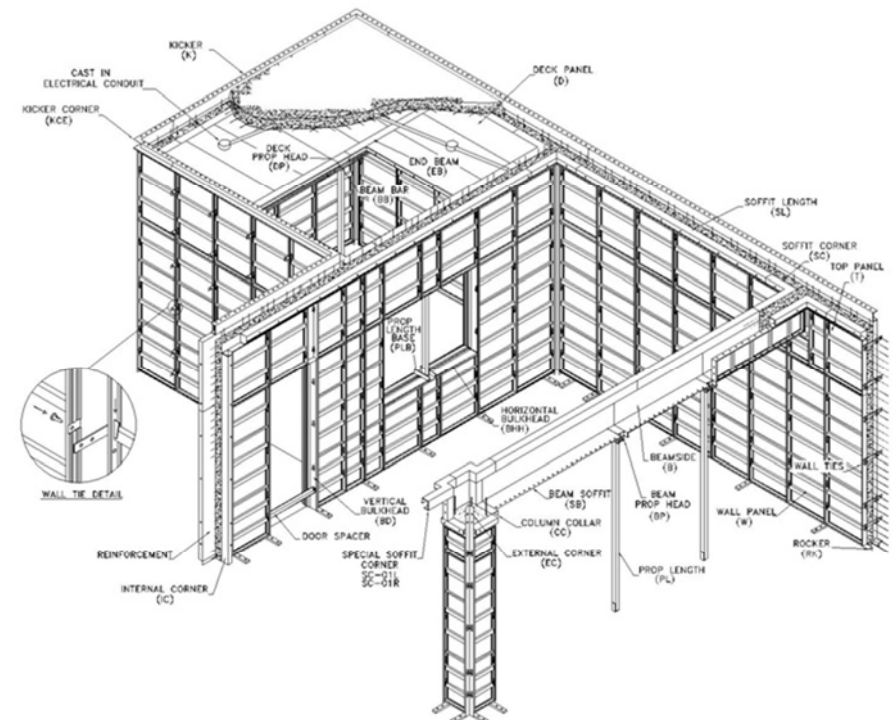 KICKER
(K)
CAST IN
ELECTRICAL CONDUIT
KICKER CORNER
(KCE)
DECK PANEL
(D)
DECK
PROP HEAD
(DP)
END BEAM
(EB)
BEAM BAR
(BB)
SOFFIT LENGTH
(SL)
SOFFIT CORNER
(SC)
TOP PANEL
(T)
PROP
LENGTH
BASE
(PLB)
HORIZONTAL
BULKHEAD
(BHH)
BEAMSIDE
(B)
WALL TIES
WALL TIE DETAIL
BEAM SOFFIT
(SB)
BEAM
PROP HEAD
(BP)
WALL PANEL
(W)
VERTICAL
BULKHEAD
(BD)
COLUMN COLLAR
(CC)
DOOR SPACER
REINFORCEMENT
SPECIAL SOFFIT
CORNER
SC-01L
SC-01R
EXTERNAL CORNER
(EC)
ROCKER
(RK)
PROP LENGTH
(PL)
INTERNAL CORNER
(IC)